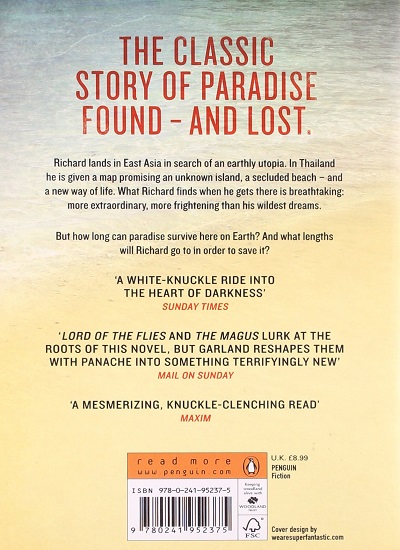 THE CLASSIC
STORY OF PARADISE
FOUND – AND LOST.
Richard lands in East Asia in search of an earthly utopia. In Thailand
he is given a map promising an unknown island, a secluded beach – and
a new way of life. What Richard finds when he gets there is breathtaking:
more extraordinary, more frightening than his wildest dreams.
But how long can paradise survive here on Earth? And what lengths
will Richard go to in order to save it?
‘A WHITE-KNUCKLE RIDE INTO
THE HEART OF DARKNESS’
SUNDAY TIMES
‘LORD OF THE FLIES AND THE MAGUS LURK AT THE
ROOTS OF THIS NOVEL, BUT GARLAND RESHAPES THEM
WITH PANACHE INTO SOMETHING TERRIFYINGLY NEW’
MAIL ON SUNDAY
‘A MESMERIZING, KNUCKLE-CLENCHING READ’
MAXIM
read more
www.penguin.com
U.K. £8.99
PENGUIN
Fiction
ISBN 978-0-241-95237-5
9 780241 952375
Keeping
woodland
alive with
WOODLAND
TRUST
FSC
Cover design by
wearesuperfantastic.com